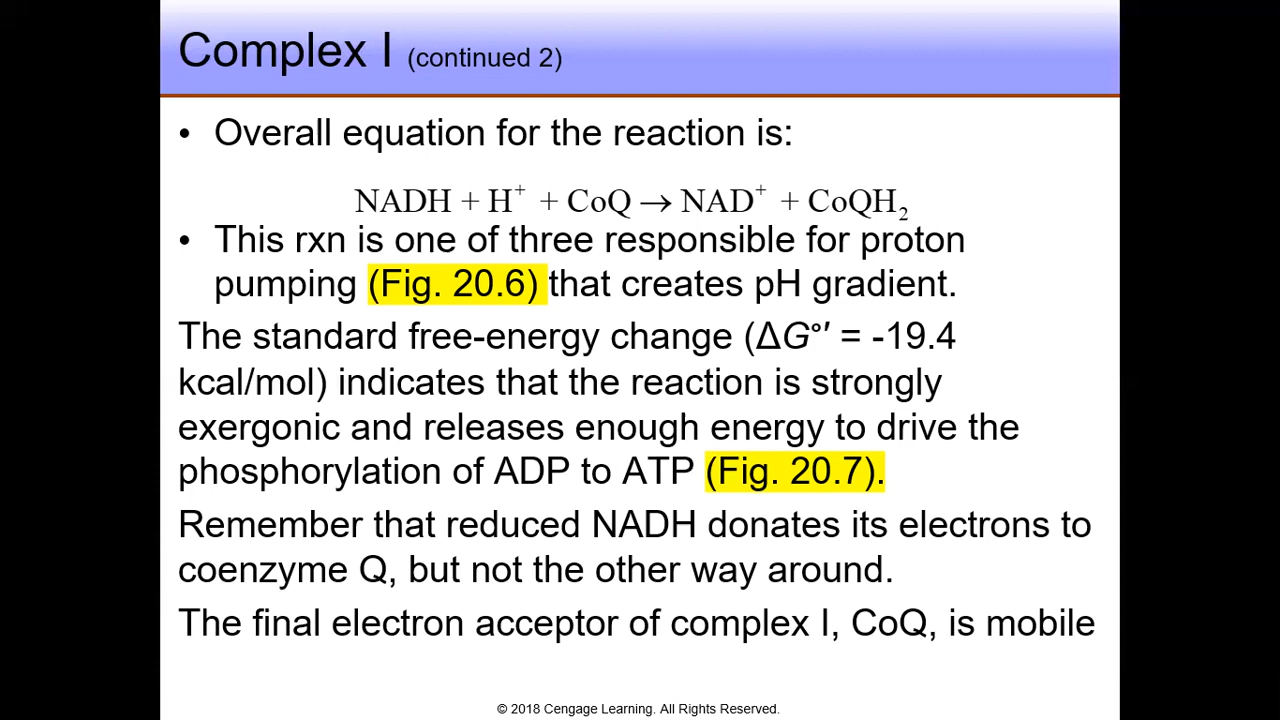 Complex I (continued 2)
• Overall equation for the reaction is:
NADH + H⁺ + CoQ → NAD⁺ + CoQH₂
• This rxn is one of three responsible for proton
pumping (Fig. 20.6) that creates pH gradient.
The standard free-energy change (ΔG°′ = -19.4
kcal/mol) indicates that the reaction is strongly
exergonic and releases enough energy to drive the
phosphorylation of ADP to ATP (Fig. 20.7).
Remember that reduced NADH donates its electrons to
coenzyme Q, but not the other way around.
The final electron acceptor of complex I, CoQ, is mobile
© 2018 Cengage Learning. All Rights Reserved.